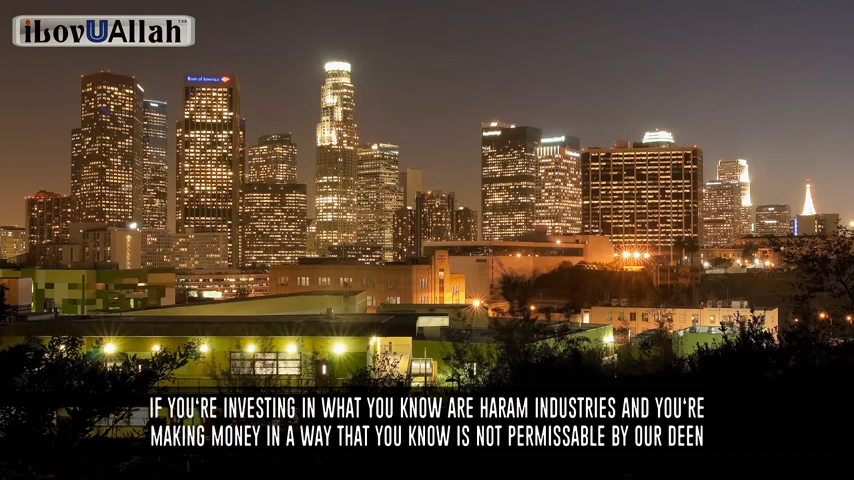 iLovUAllah
Bank of America
IF YOU'RE INVESTING IN WHAT YOU KNOW ARE HARAM INDUSTRIES AND YOU'RE
MAKING MONEY IN A WAY THAT YOU KNOW IS NOT PERMISSABLE BY OUR DEEN